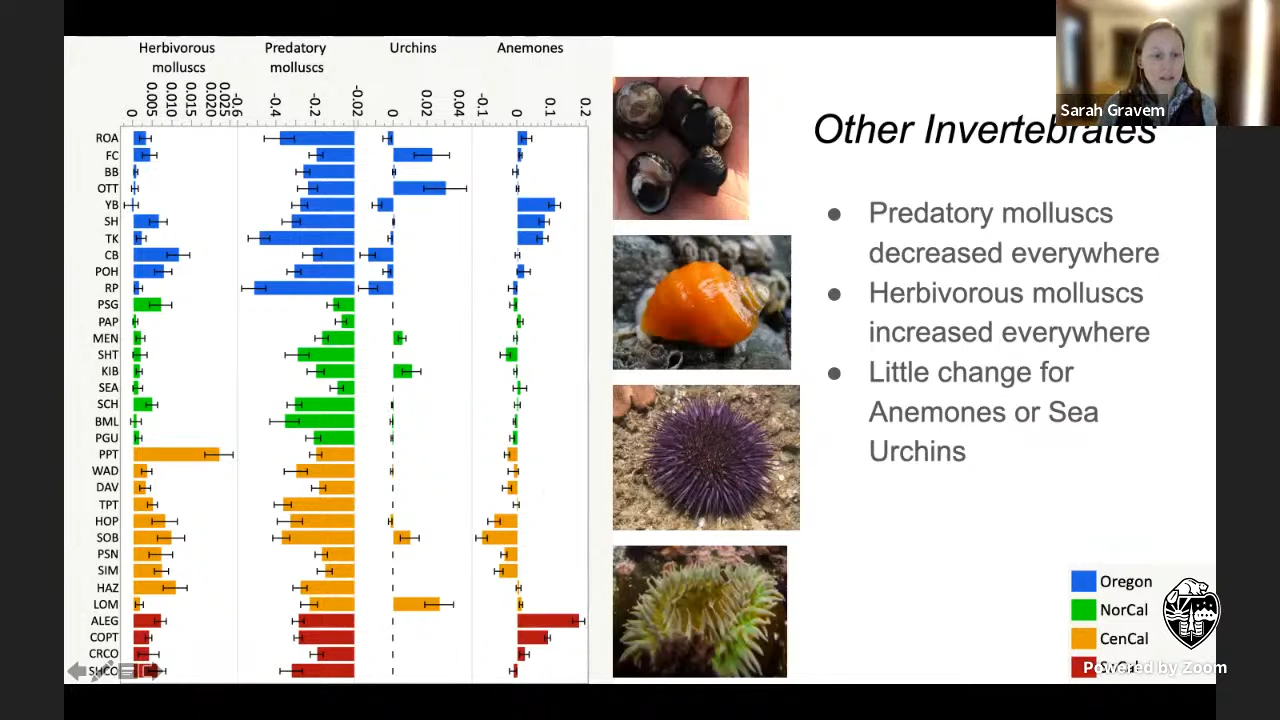 Sarah Gravem
Herbivorous
molluscs
Predatory
molluscs
Urchins
Anemones
0
0.005
0.010
0.015
0.020
0.025
-0.6
-0.4
-0.2
-0.02
0
0.02
0.04
-0.1
0
0.1
0.2
ROA
FC
BB
OTT
YB
SH
TK
CB
POH
RP
PSG
PAP
MEN
SHT
KIB
SEA
SCH
BML
PGU
PPT
WAD
DAV
TPT
HOP
SOB
PSN
SIM
HAZ
LOM
ALEG
COPT
CRCO
SHCO
Other Invertebrates
● Predatory molluscs
decreased everywhere
● Herbivorous molluscs
increased everywhere
● Little change for
Anemones or Sea
Urchins
Oregon
NorCal
CenCal
Powered by Zoom